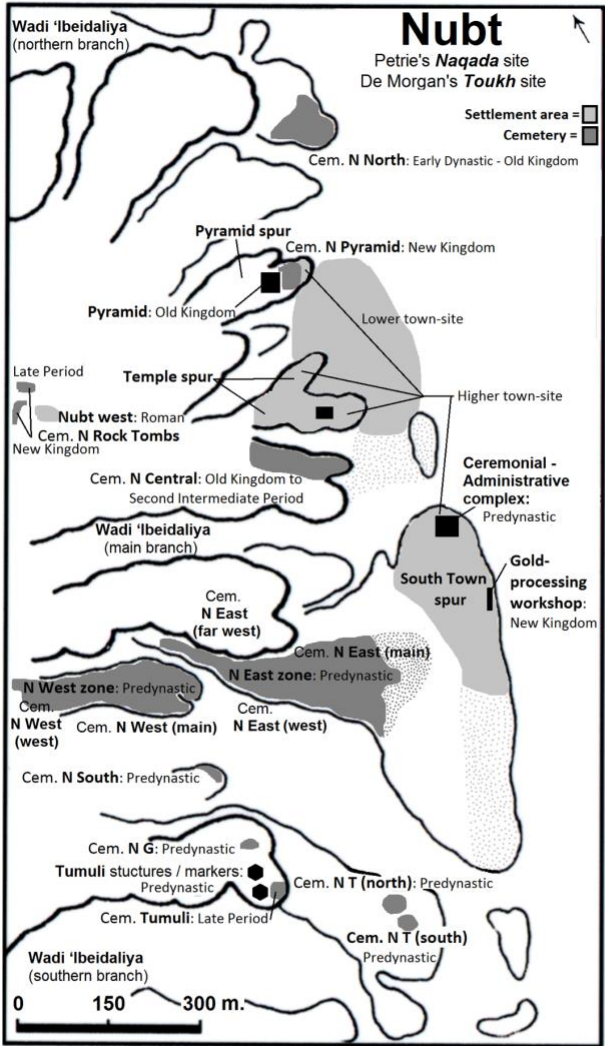 Wadi ‘Ibeidaliya
(northern branch)
Nubt
Petrie's Naqada site
De Morgan's Toukh site
Settlement area =
Cemetery =
Cem. N North: Early Dynastic - Old Kingdom
Pyramid spur
Cem. N Pyramid: New Kingdom
Pyramid: Old Kingdom
Lower town-site
Late Period
Temple spur
Higher town-site
Nubt west: Roman
Cem. N Rock Tombs
New Kingdom
Cem. N Central: Old Kingdom to
Second Intermediate Period
Ceremonial -
Administrative
complex:
Predynastic
Wadi ‘Ibeidaliya
(main branch)
Gold-
processing
workshop:
New Kingdom
South Town
spur
Cem.
N East
(far west)
Cem. N East (main)
N East zone: Predynastic
N West zone: Predynastic
Cem.
N West
(west)
Cem. N West (main)
Cem.
N East (west)
Cem. N South: Predynastic
Cem. N G: Predynastic
Tumuli stuctures / markers:
Predynastic
Cem. N T (north): Predynastic
Cem. Tumuli: Late Period
Cem. N T (south)
Predynastic
Wadi ‘Ibeidaliya
(southern branch)
0 150 300 m.